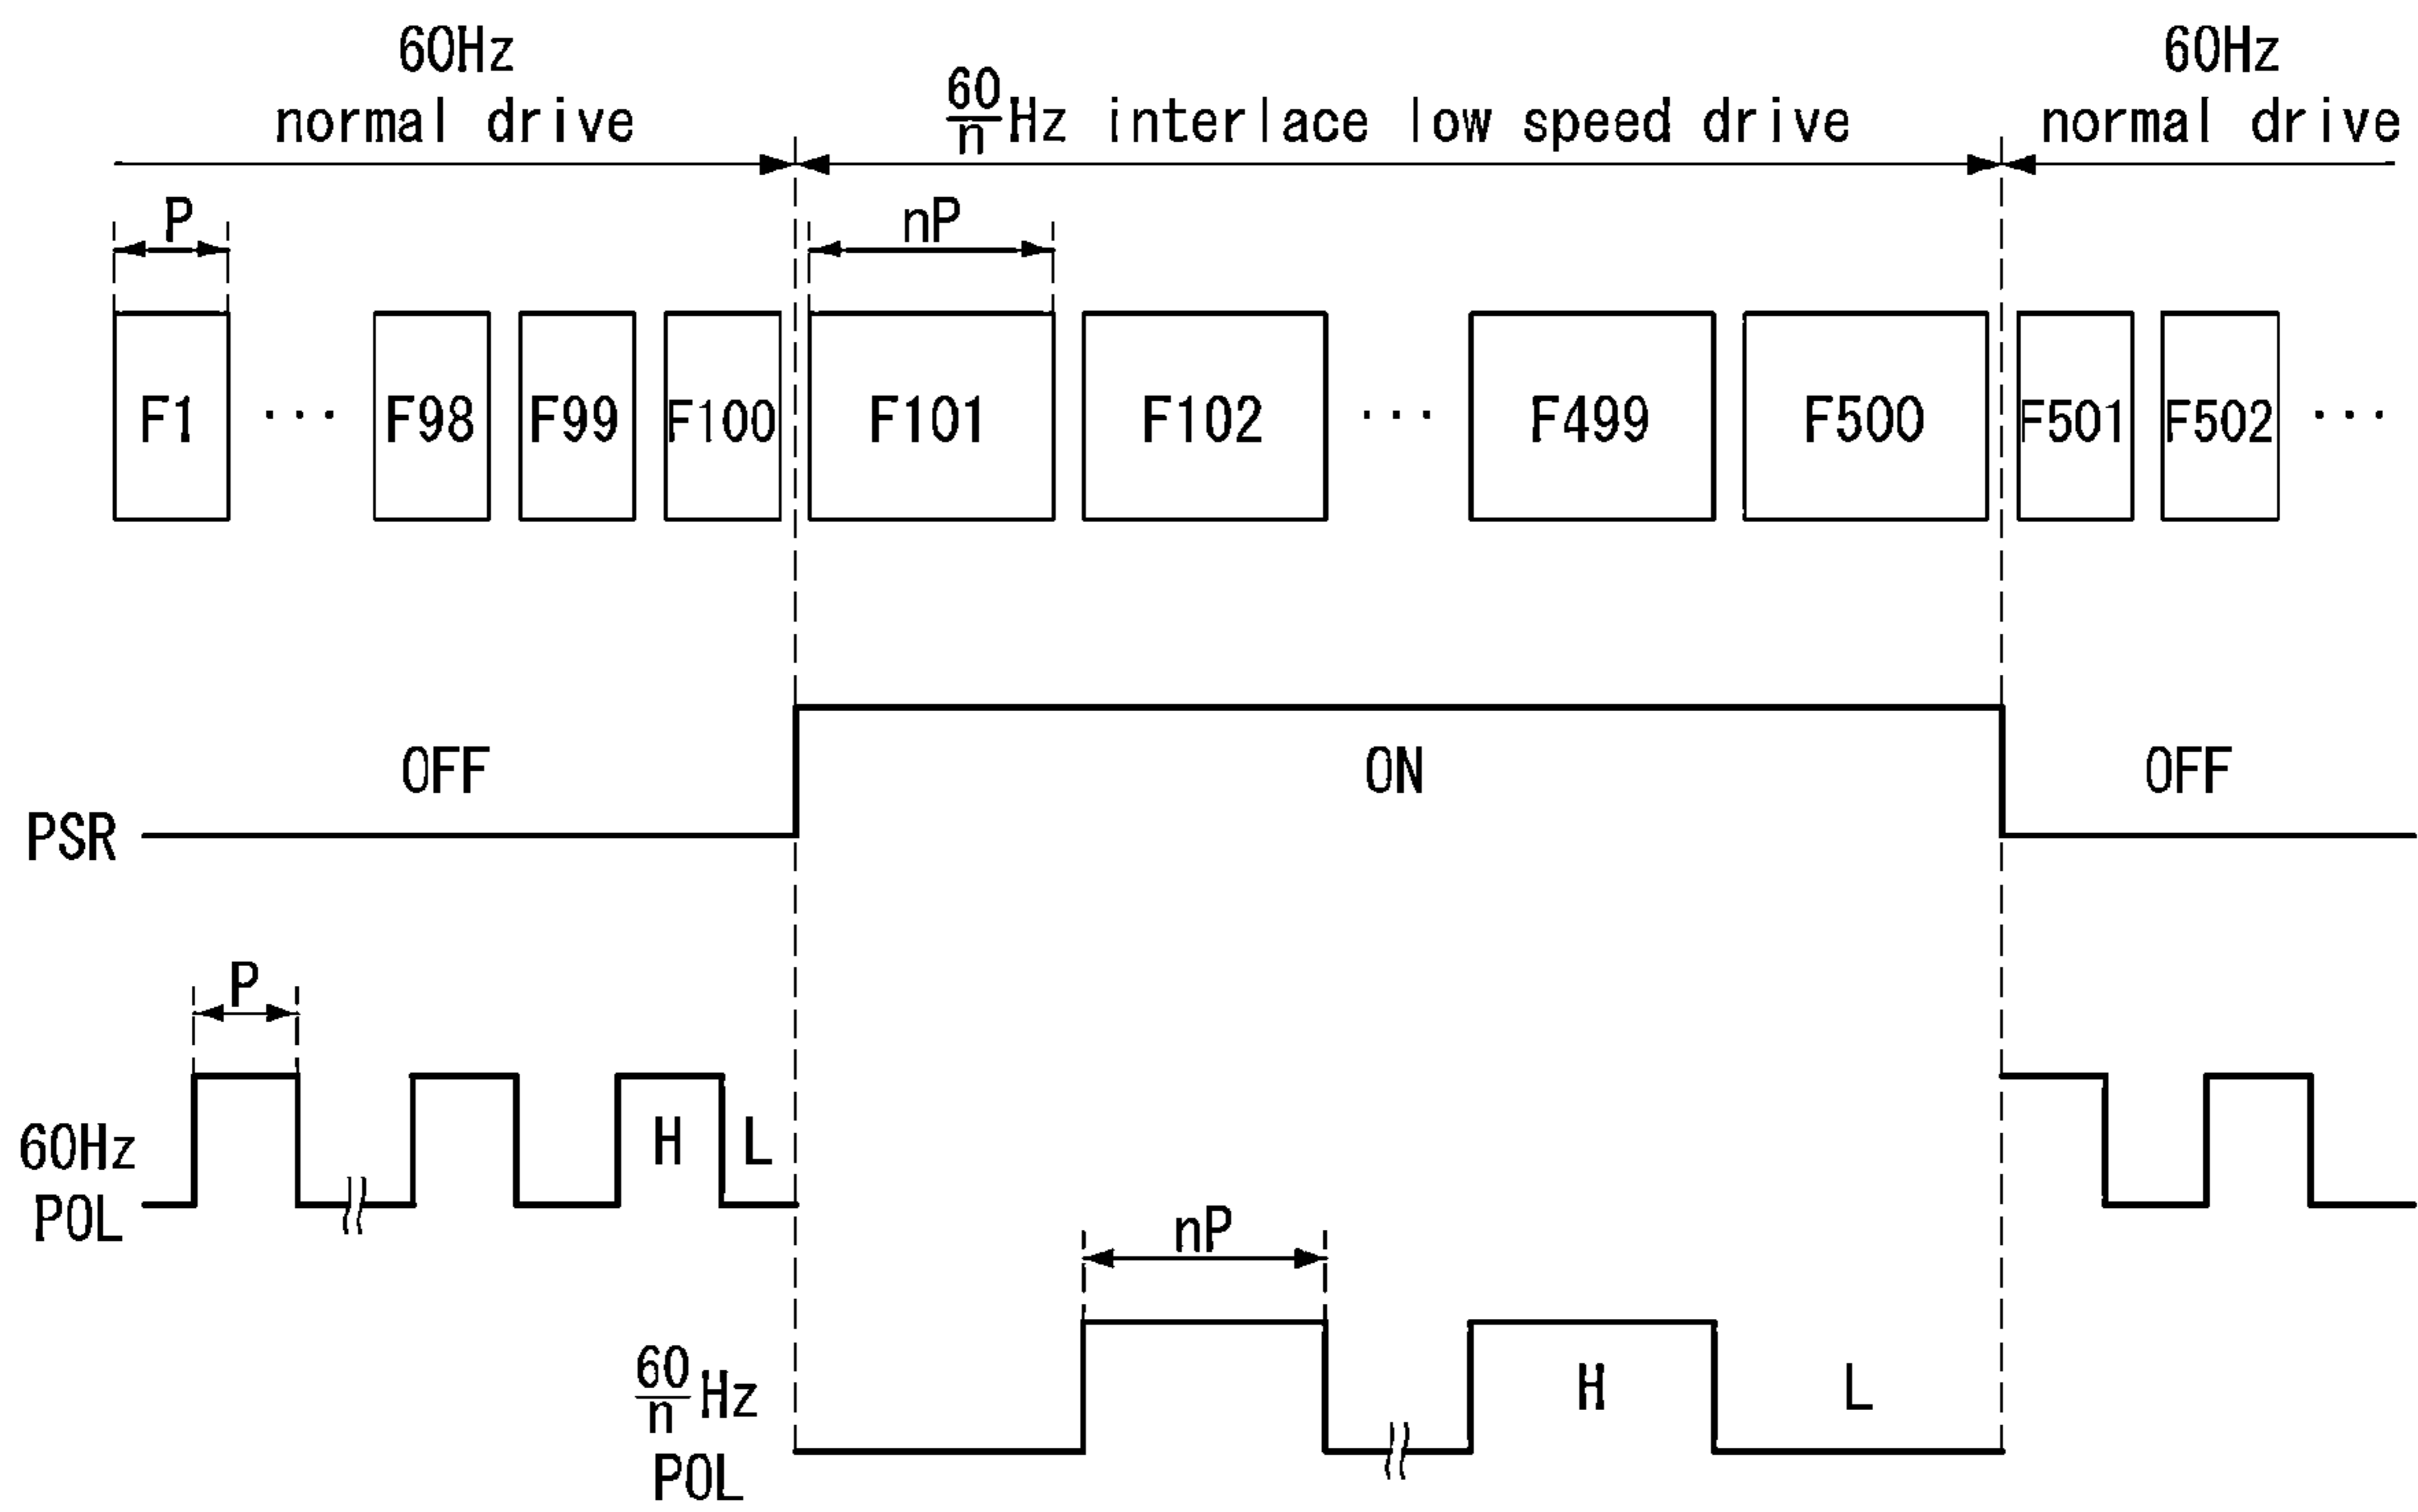 60Hz
normal drive
60/n Hz interlace low speed drive
60Hz
normal drive
P
nP
F1 ... F98 F99 F100 F101 F102 ... F499 F500 F501 F502 ...
OFF
ON
OFF
PSR
P
H L
60Hz
POL
nP
H L
60/n Hz
POL